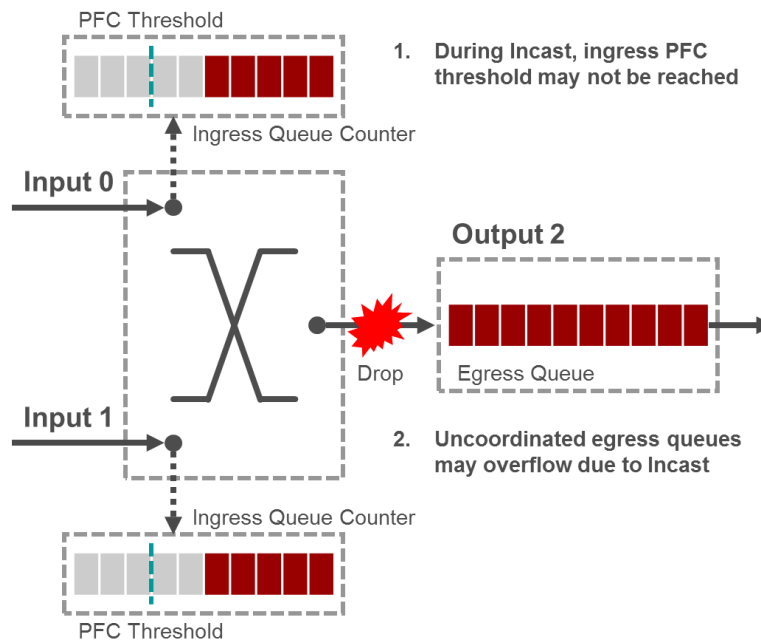 PFC Threshold
1. During Incast, ingress PFC
threshold may not be reached
Ingress Queue Counter
Input 0
Output 2
Drop
Egress Queue
Input 1
2. Uncoordinated egress queues
may overflow due to Incast
Ingress Queue Counter
PFC Threshold